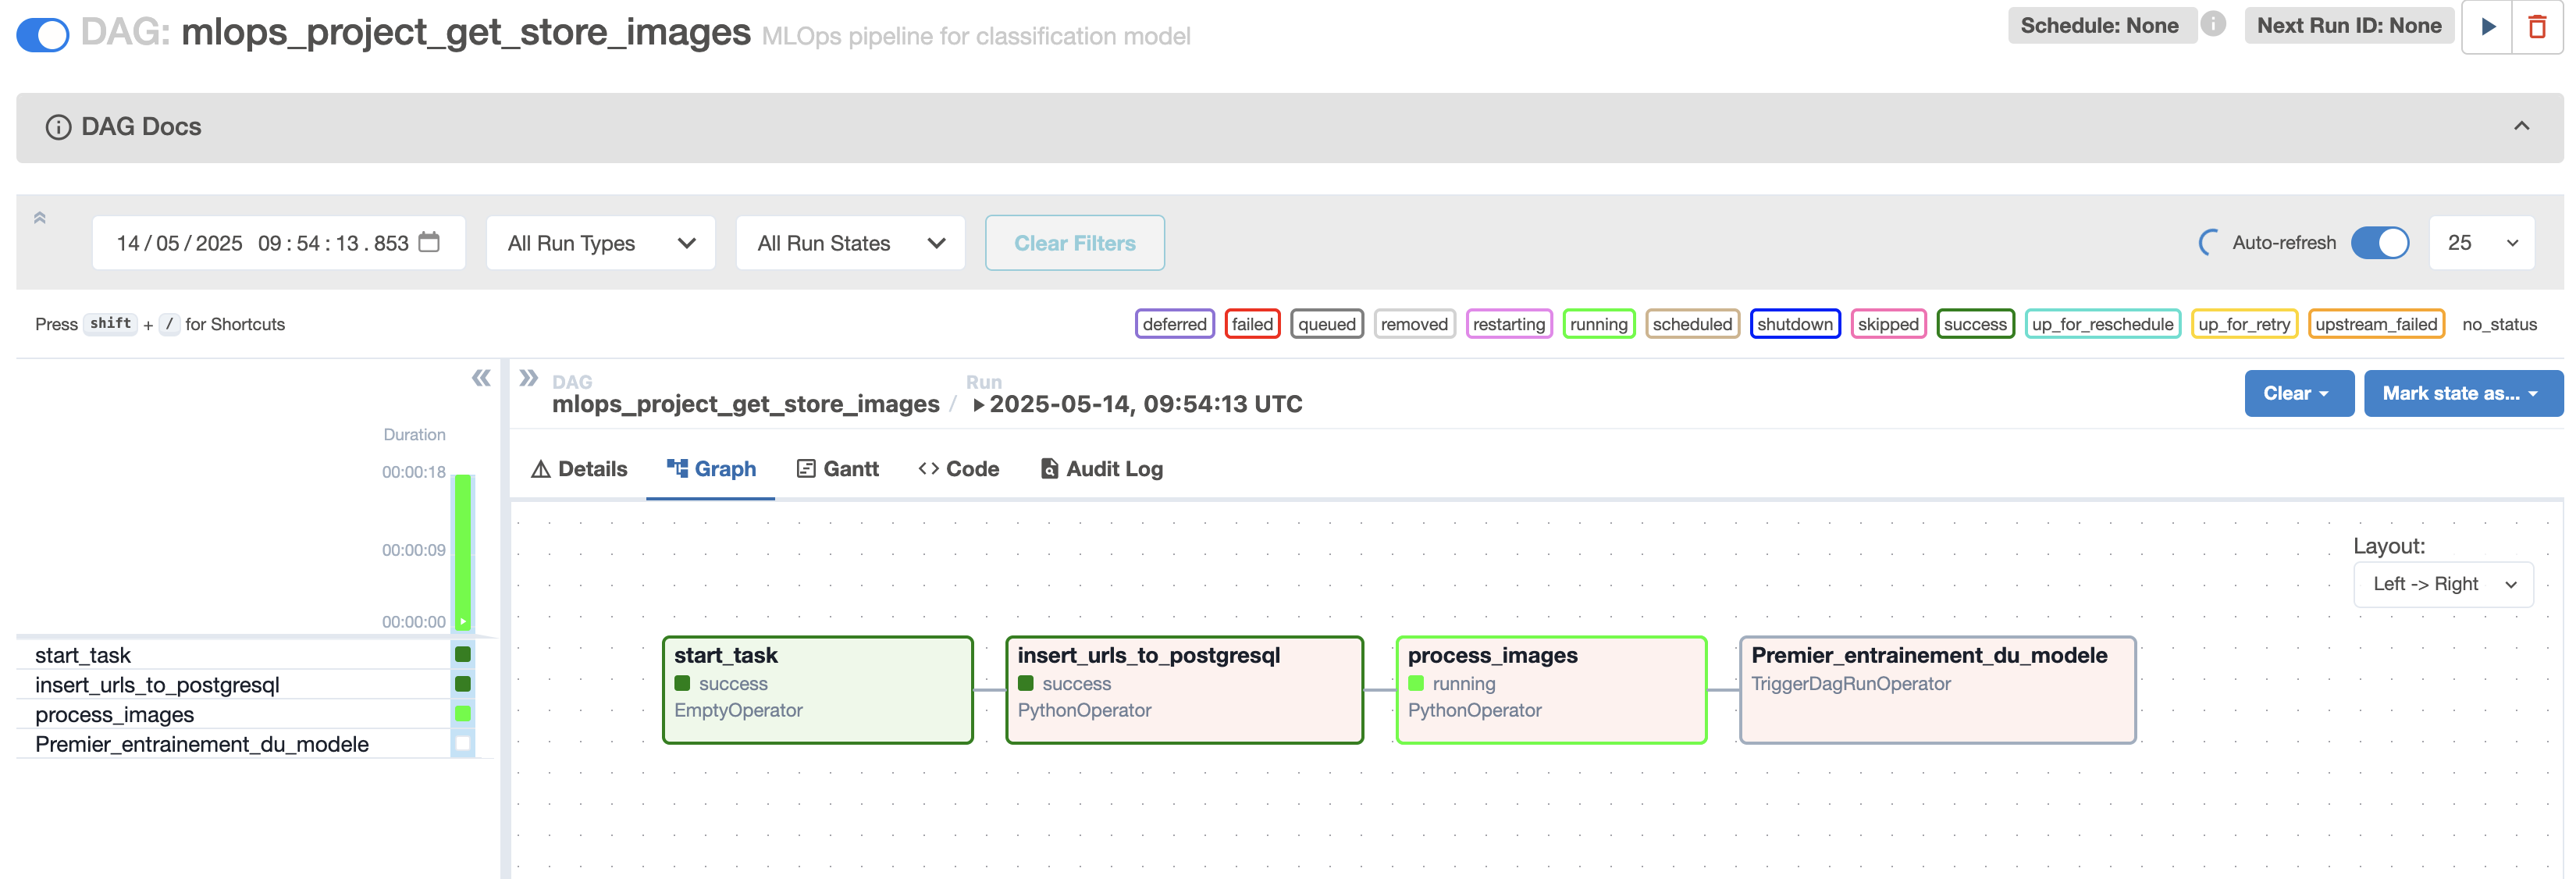 DAG: mlops_project_get_store_images MLOps pipeline for classification model
Schedule: None
Next Run ID: None
DAG Docs
14/05/2025 09:54:13.853
All Run Types
All Run States
Clear Filters
Auto-refresh
25
Press shift + / for Shortcuts
deferred
failed
queued
removed
restarting
running
scheduled
shutdown
skipped
success
up_for_reschedule
up_for_retry
upstream_failed
no_status
Duration
00:00:18
00:00:09
00:00:00
start_task
insert_urls_to_postgresql
process_images
Premier_entrainement_du_modele
DAG
mlops_project_get_store_images /
Run
2025-05-14, 09:54:13 UTC
Clear
Mark state as...
Details
Graph
Gantt
Code
Audit Log
Layout:
Left -> Right
start_task
success
EmptyOperator
insert_urls_to_postgresql
success
PythonOperator
process_images
running
PythonOperator
Premier_entrainement_du_modele
TriggerDagRunOperator